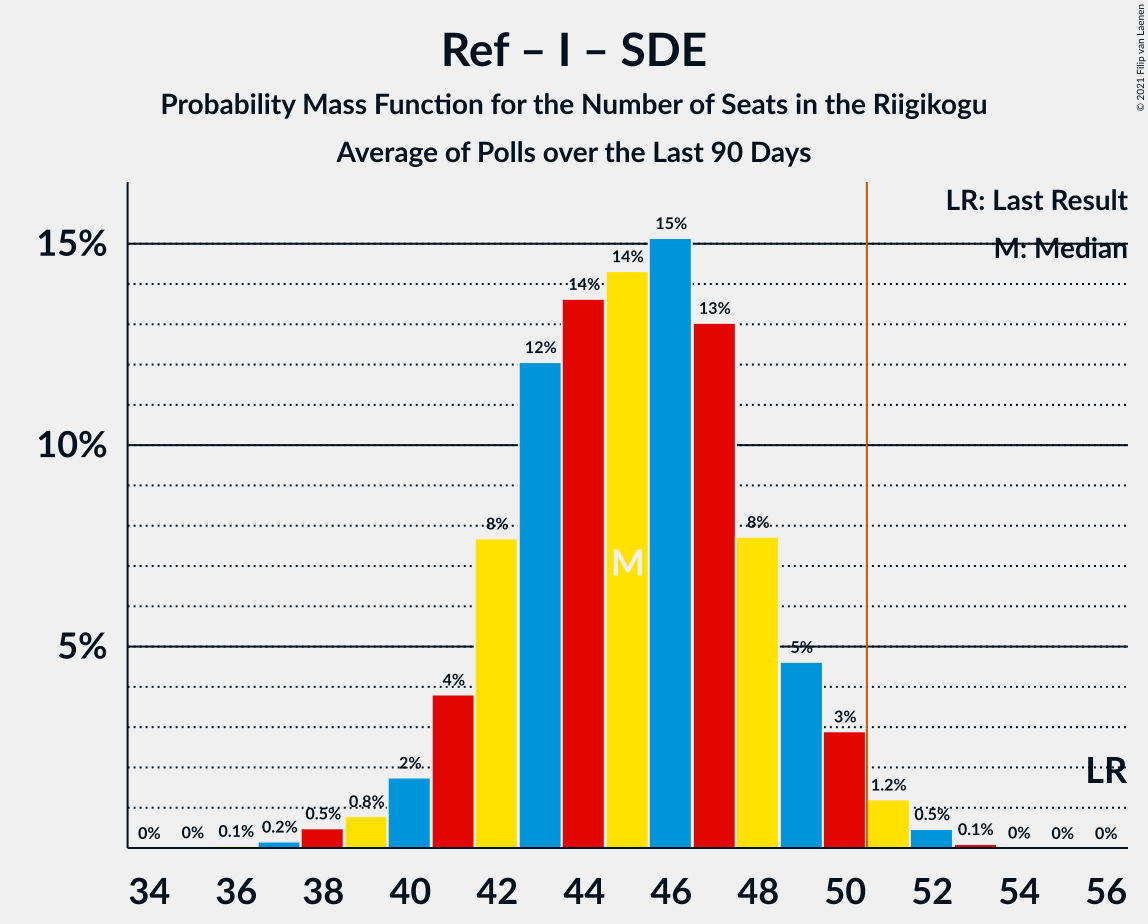 Ref – I – SDE
Probability Mass Function for the Number of Seats in the Riigikogu
Average of Polls over the Last 90 Days
© 2021 Filip van Laenen
LR: Last Result
M: Median
15%
10%
5%
0%
0%
0.1%
0.2%
0.5%
0.8%
2%
4%
8%
12%
14%
14%
15%
13%
8%
5%
3%
1.2%
0.5%
0.1%
0%
0%
0%
M
LR
34 36 38 40 42 44 46 48 50 52 54 56